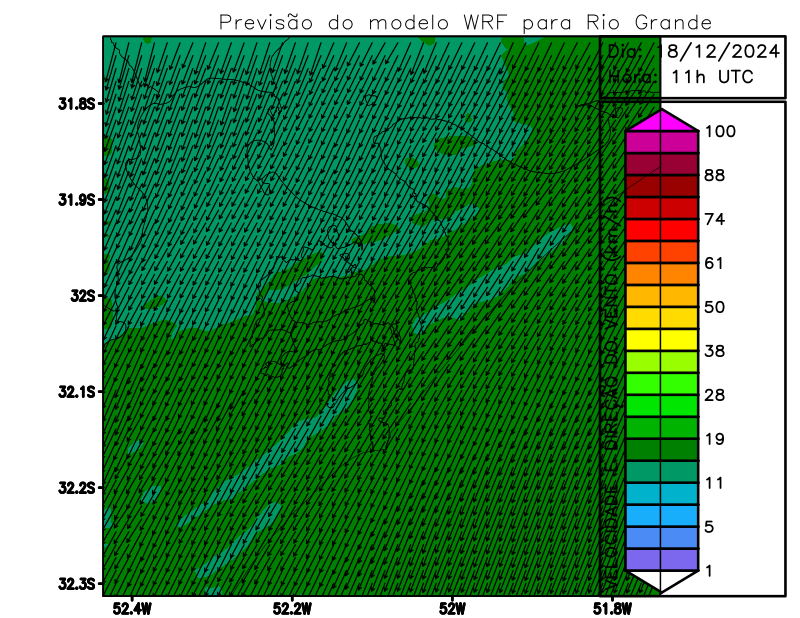 Previsão do modelo WRF para Rio Grande
Dia: 18/12/2024
Hora: 11h UTC
31.8S
31.9S
32S
32.1S
32.2S
32.3S
52.4W
52.2W
52W
51.8W
VELOCIDADE E DIREÇÃO DO VENTO (km/h)
100
88
74
61
50
38
28
19
11
5
1